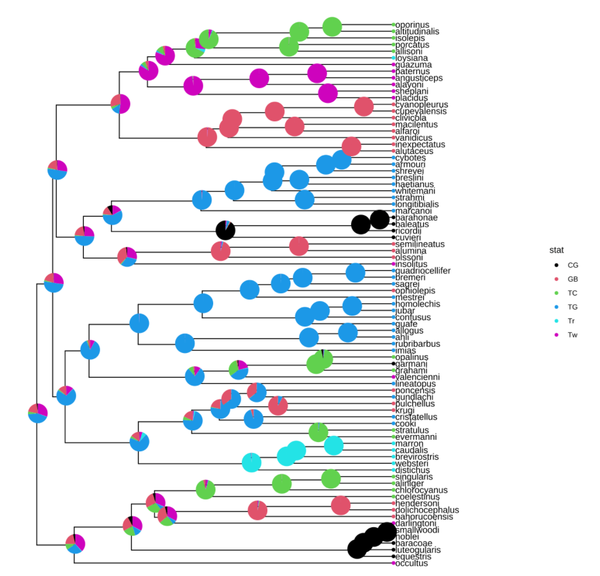 oporinus
altitudinalis
isolepis
porcatus
allisoni
loysiana
guazuma
paternus
angusticeps
alayoni
sheplani
placidus
cyanopleurus
cupeyalensis
clivicola
macilentus
alfaroi
vanidicus
inexpectatus
alutaceus
cybotes
armouri
shrevei
breslini
haetianus
whitemani
strahmi
longitibialis
marcanoi
barahonae
baleatus
ricordii
cuvieri
semilineatus
alumina
olssoni
insolitus
quadriocellifer
bremeri
sagrei
ophiolepis
mestrei
homolechis
jubar
confusus
guafe
allogus
ahli
rubribarbus
imias
opalinus
garmani
grahami
valencienni
lineatopus
poncensis
gundlachi
pulchellus
krugi
cristatellus
cooki
stratulus
evermanni
marron
caudalis
brevirostris
websteri
distichus
singularis
aliniger
chlorocyanus
coelestinus
hendersoni
dolichocephalus
bahorucoensis
darlingtoni
smallwoodi
noblei
baracoae
luteogularis
equestris
occultus
stat
CG
GB
TC
TG
Tr
Tw